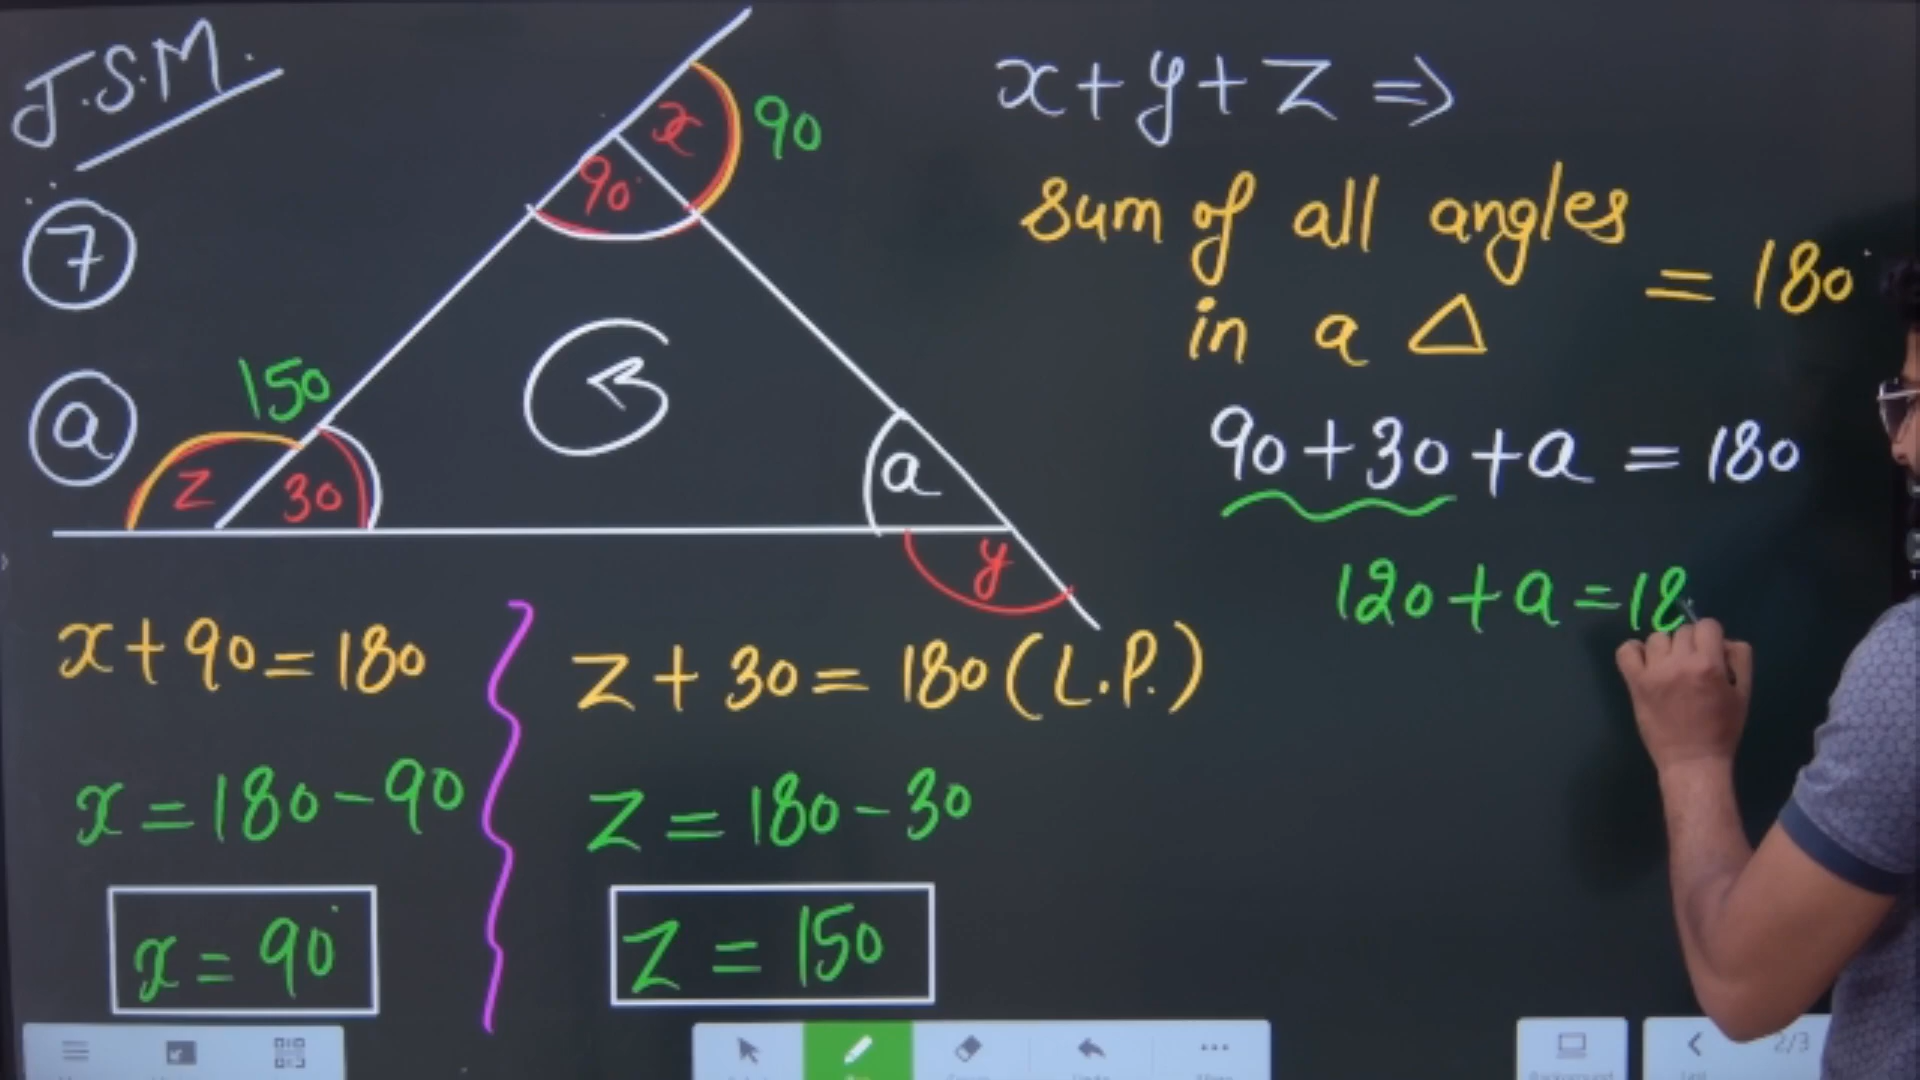 J.S.M.
7
a
x
90
90°
150
z
30
a
y
x+y+z ⇒
Sum of all angles
in a △ = 180°
90+30+a = 180
120+a=18
x+90=180
x=180-90
x=90°
z+30=180(L.P.)
z=180-30
z=150
2/3